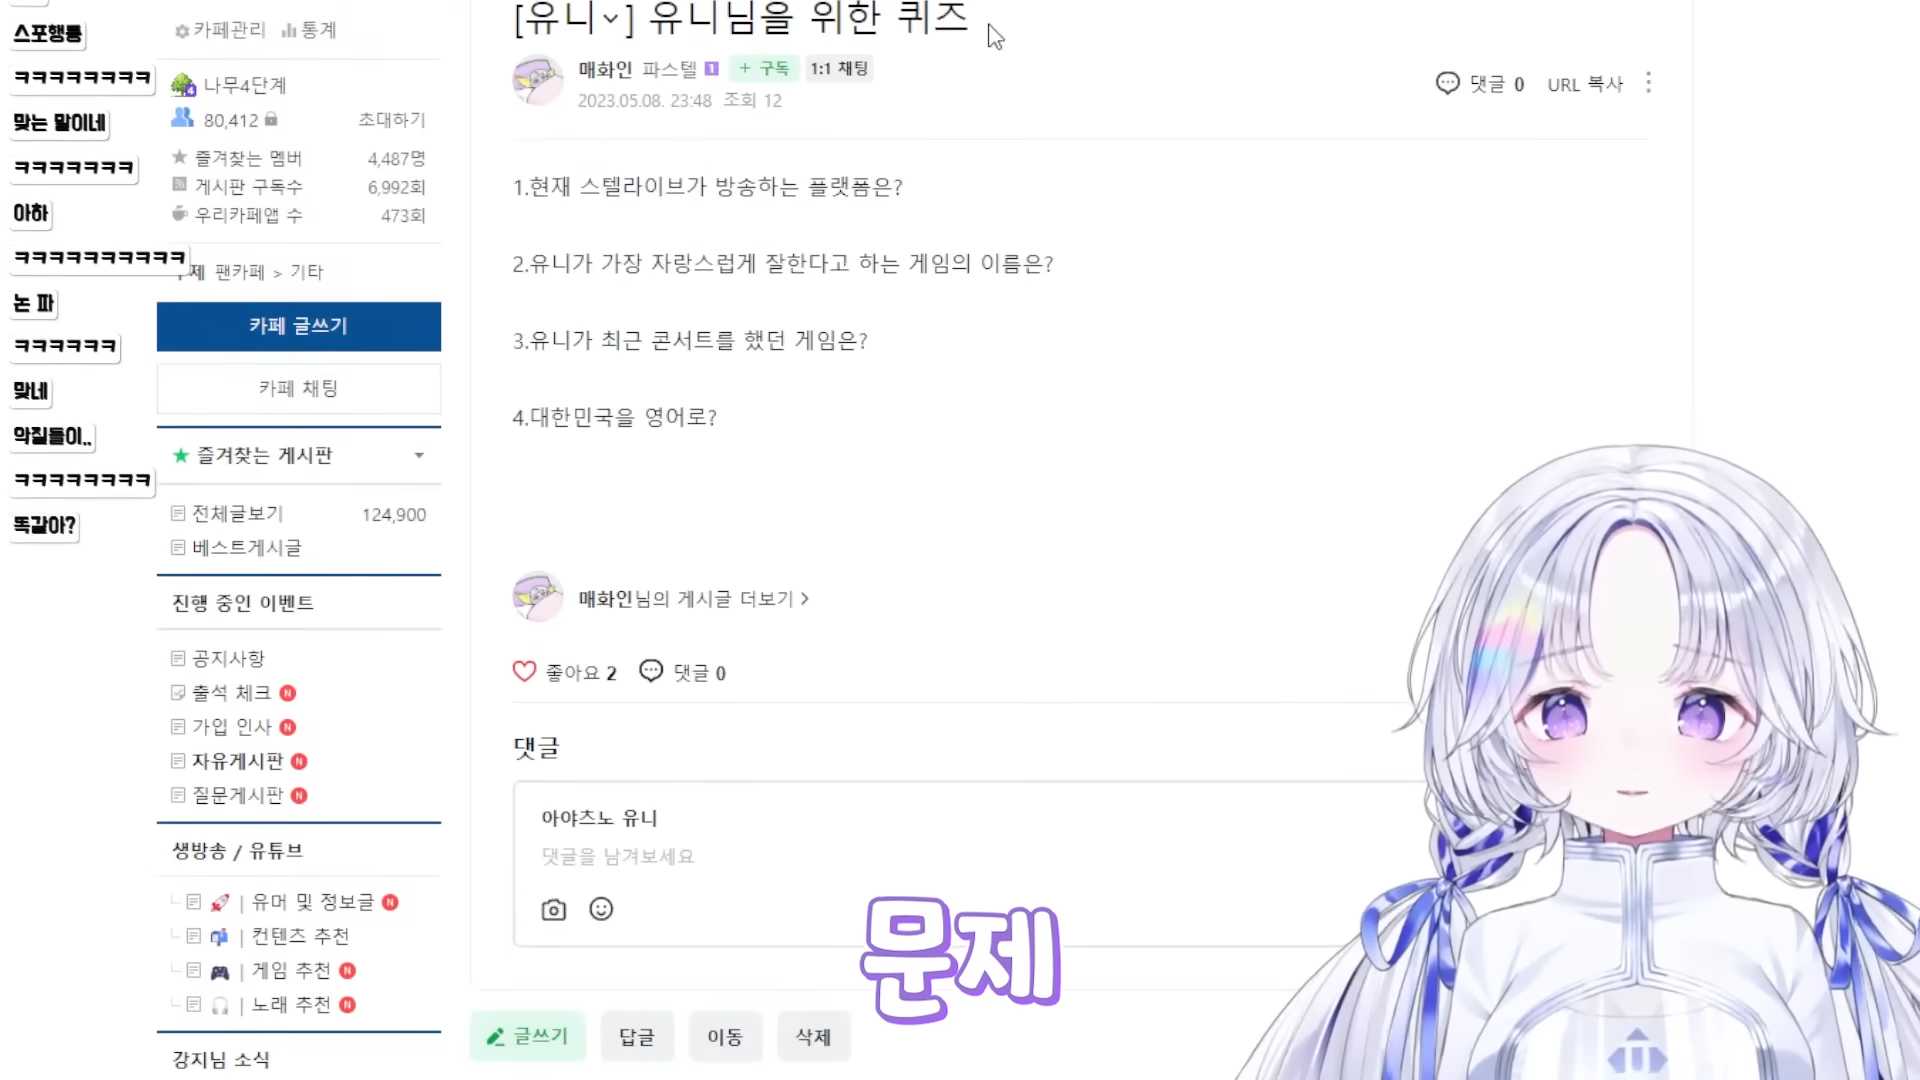 스포행동
ㅋㅋㅋㅋㅋㅋㅋㅋ
맞는 말이네
ㅋㅋㅋㅋㅋㅋㅋ
아하
ㅋㅋㅋㅋㅋㅋㅋㅋㅋㅋ
논 파
ㅋㅋㅋㅋㅋㅋ
맞네
악질들이..
ㅋㅋㅋㅋㅋㅋㅋㅋ
똑같아?
카페관리 통계
나무4단계
80,412 초대하기
즐겨찾는 멤버 4,487명
게시판 구독수 6,992회
우리카페앱 수 473회
팬카페 > 기타
카페 글쓰기
카페 채팅
즐겨찾는 게시판
전체글보기 124,900
베스트게시글
진행 중인 이벤트
공지사항
출석 체크 N
가입 인사 N
자유게시판 N
질문게시판 N
생방송 / 유튜브
| 유머 및 정보글 N
| 컨텐츠 추천
| 게임 추천 N
| 노래 추천 N
강지님 소식
[유니] 유니님을 위한 퀴즈
매화인 파스텔 1 + 구독 1:1 채팅
2023.05.08. 23:48 조회 12
댓글 0 URL 복사
1.현재 스텔라이브가 방송하는 플랫폼은?
2.유니가 가장 자랑스럽게 잘한다고 하는 게임의 이름은?
3.유니가 최근 콘서트를 했던 게임은?
4.대한민국을 영어로?
매화인님의 게시글 더보기 >
좋아요 2 댓글 0
댓글
아야츠노 유니
댓글을 남겨보세요
문제
글쓰기 답글 이동 삭제